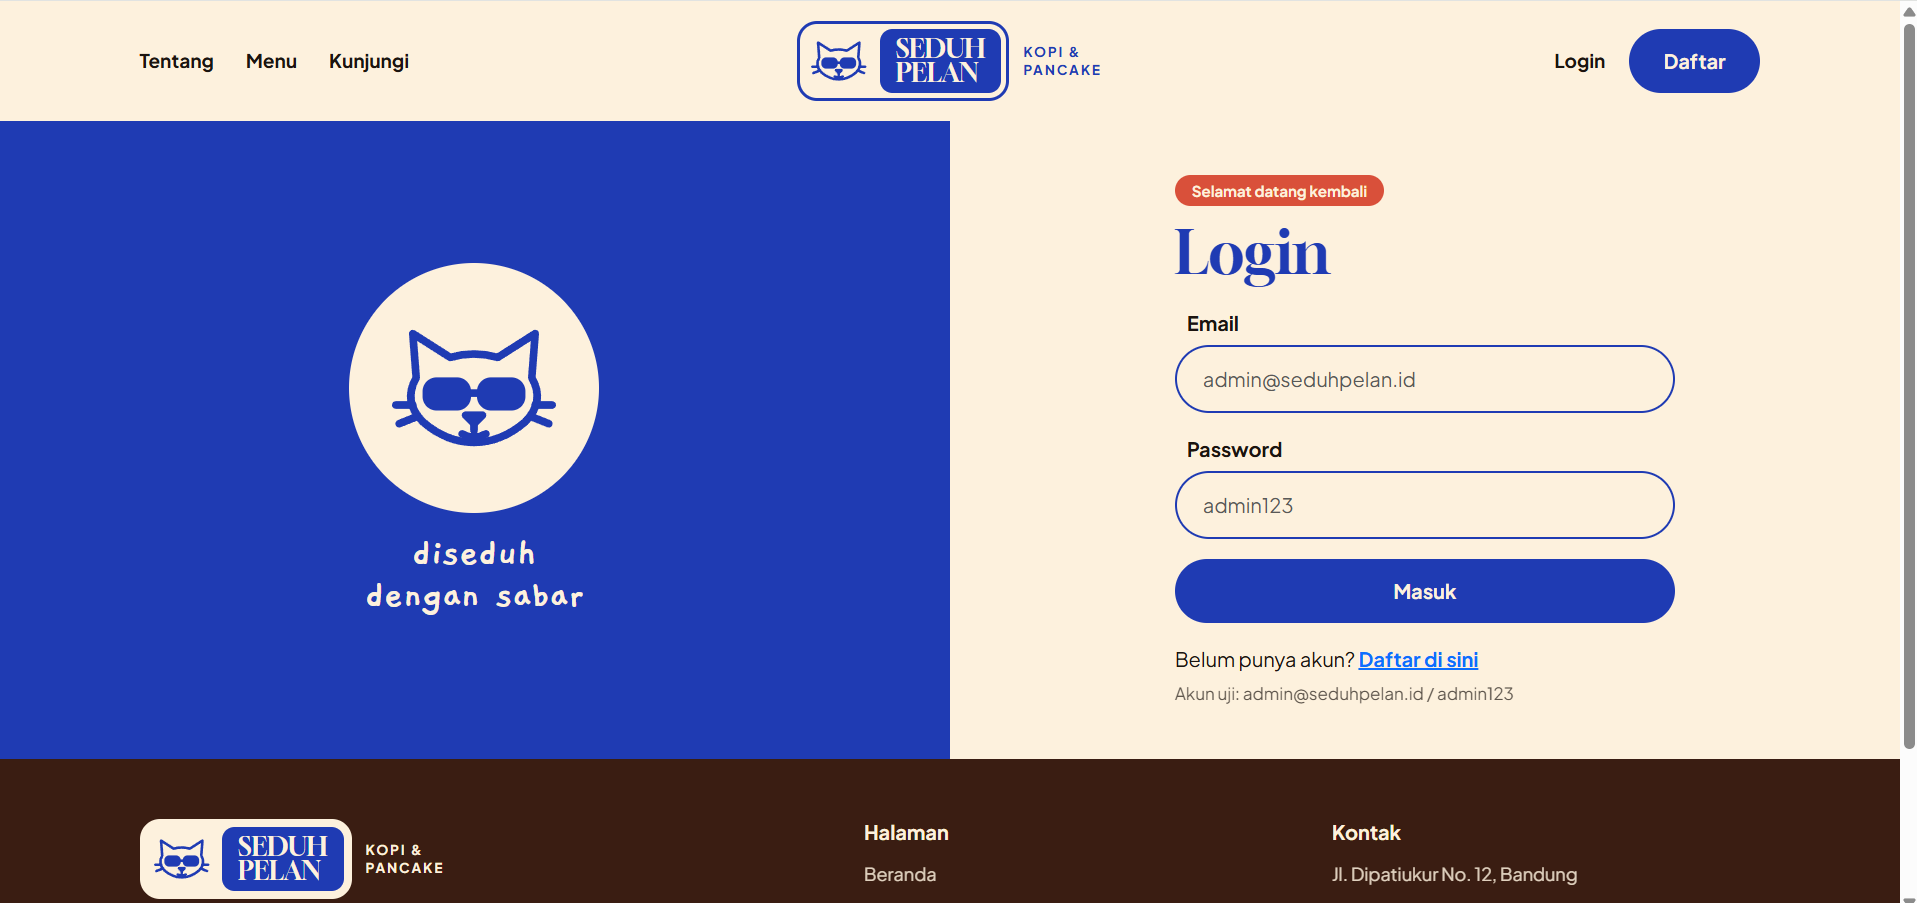 Tentang
Menu
Kunjungi
SEDUH
PELAN
KOPI &
PANCAKE
Login
Daftar
diseduh
dengan sabar
Selamat datang kembali
Login
Email
admin@seduhpelan.id
Password
admin123
Masuk
Belum punya akun? Daftar di sini
Akun uji: admin@seduhpelan.id / admin123
SEDUH
PELAN
KOPI &
PANCAKE
Halaman
Beranda
Kontak
Jl. Dipatiukur No. 12, Bandung